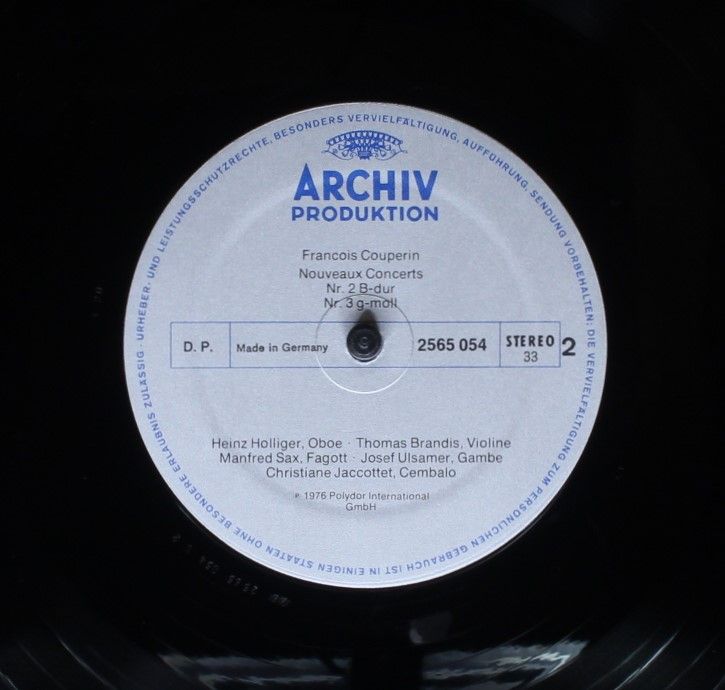 URHEBER- UND LEISTUNGSSCHUTZRECHTE, BESONDERS VERVIELFÄLTIGUNG, AUFFÜHRUNG, SENDUNG VORBEHALTEN; DIE VERVIELFÄLTIGUNG ZUM PERSÖNLICHEN GEBRAUCH IST IN EINIGEN STAATEN OHNE BESONDERE ERLAUBNIS ZULÄSSIG ·
ARCHIV
PRODUKTION
Francois Couperin
Nouveaux Concerts
Nr. 2 B-dur
Nr. 3 g-moll
D. P. Made in Germany 2565 054 STEREO 2
33
Heinz Holliger, Oboe · Thomas Brandis, Violine
Manfred Sax, Fagott · Josef Ulsamer, Gambe
Christiane Jaccottet, Cembalo
℗ 1976 Polydor International
GmbH